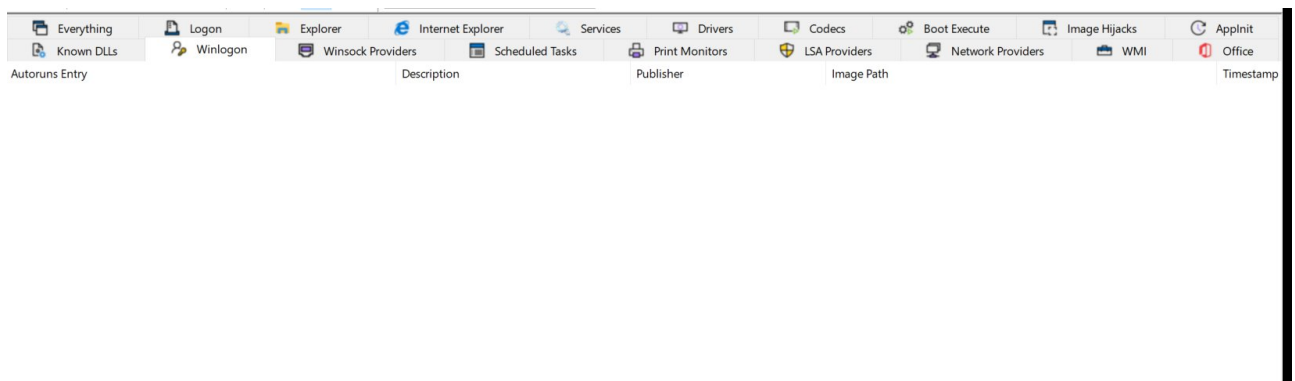 Everything Logon Explorer Internet Explorer Services Drivers Codecs Boot Execute Image Hijacks AppInit
Known DLLs Winlogon Winsock Providers Scheduled Tasks Print Monitors LSA Providers Network Providers WMI Office
Autoruns Entry Description Publisher Image Path Timestamp